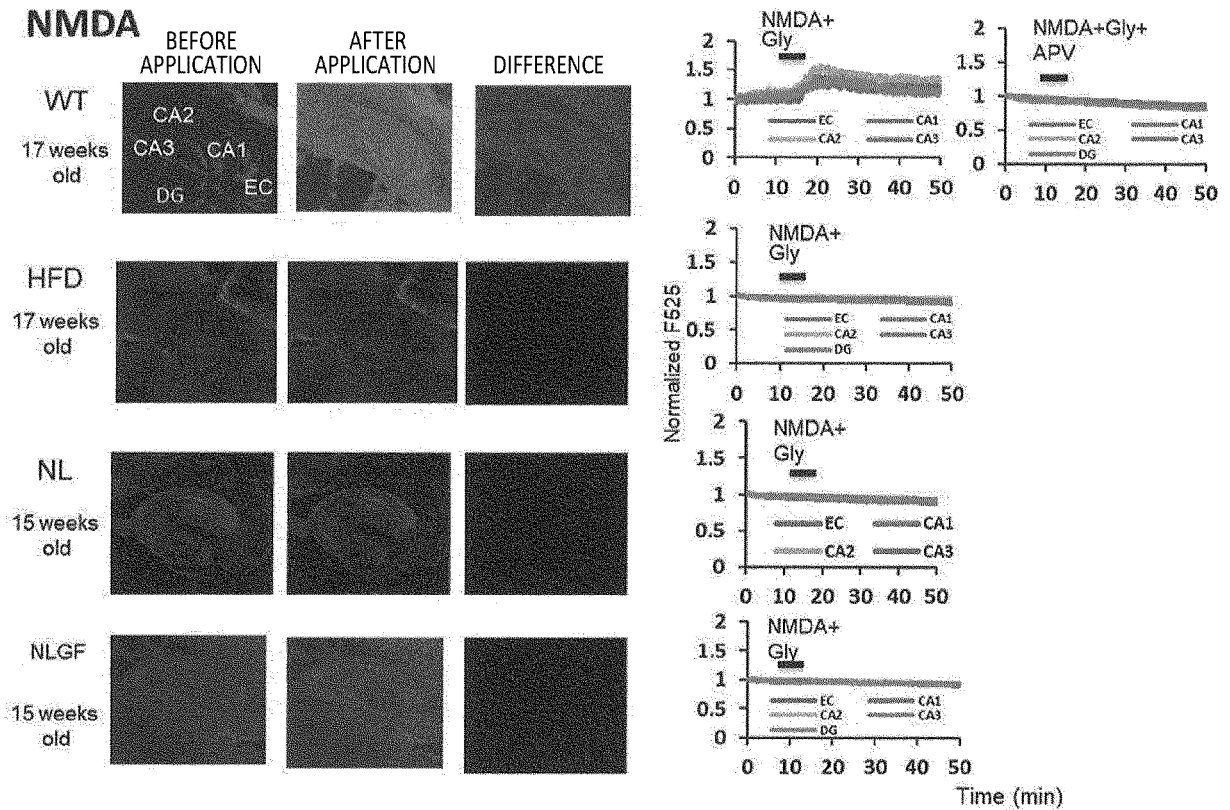 NMDA
BEFORE
APPLICATION
AFTER
APPLICATION
DIFFERENCE
WT
17 weeks
old
CA2
CA3
CA1
EC
DG
HFD
17 weeks
old
NL
15 weeks
old
NLGF
15 weeks
old
NMDA+
Gly
2
1.5
1
0.5
0
EC
CA1
CA2
CA3
0 10 20 30 40 50
NMDA+Gly+
APV
2
1.5
1
0.5
0
EC
CA1
CA2
CA3
DG
0 10 20 30 40 50
Normalized F525
NMDA+
Gly
2
1.5
1
0.5
0
EC
CA1
CA2
CA3
DG
0 10 20 30 40 50
NMDA+
Gly
2
1.5
1
0.5
0
EC
CA1
CA2
CA3
0 10 20 30 40 50
NMDA+
Gly
2
1.5
1
0.5
0
EC
CA1
CA2
CA3
DG
0 10 20 30 40 50
Time (min)